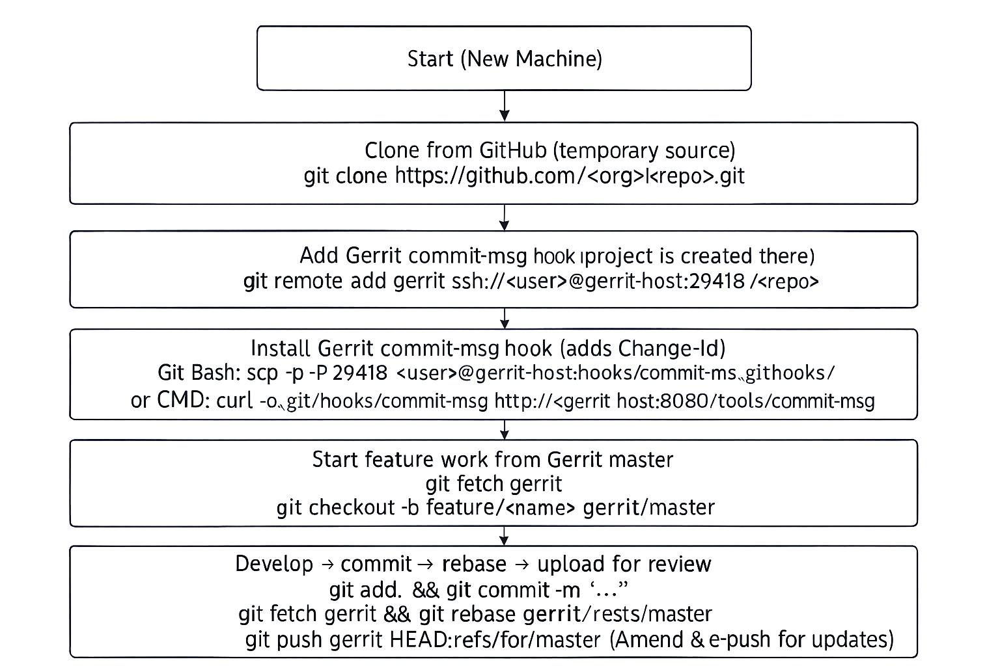 Start (New Machine)
Clone from GitHub (temporary source)
git clone https://github.com/<org>|<repo>.git
Add Gerrit commit-msg hook ıproject is created there)
git remote add gerrit ssh://<user>@gerrit-host:29418 /<repo>
Install Gerrit commit-msg hook (adds Change-Id)
Git Bash: scp -p -P 29418 <user>@gerrit-host:hooks/commit-ms..githooks/
or CMD: curl -o..git/hooks/commit-msg http://<gerrit host:8080/tools/commit-msg
Start feature work from Gerrit master
git fetch gerrit
git checkout -b feature/<name> gerrit/master
Develop → commit → rebase → upload for review
git add. && git commit -m ‘...”
git fetch gerrit && git rebase gerrit/rests/master
git push gerrit HEAD:refs/for/master (Amend & e-push for updates)